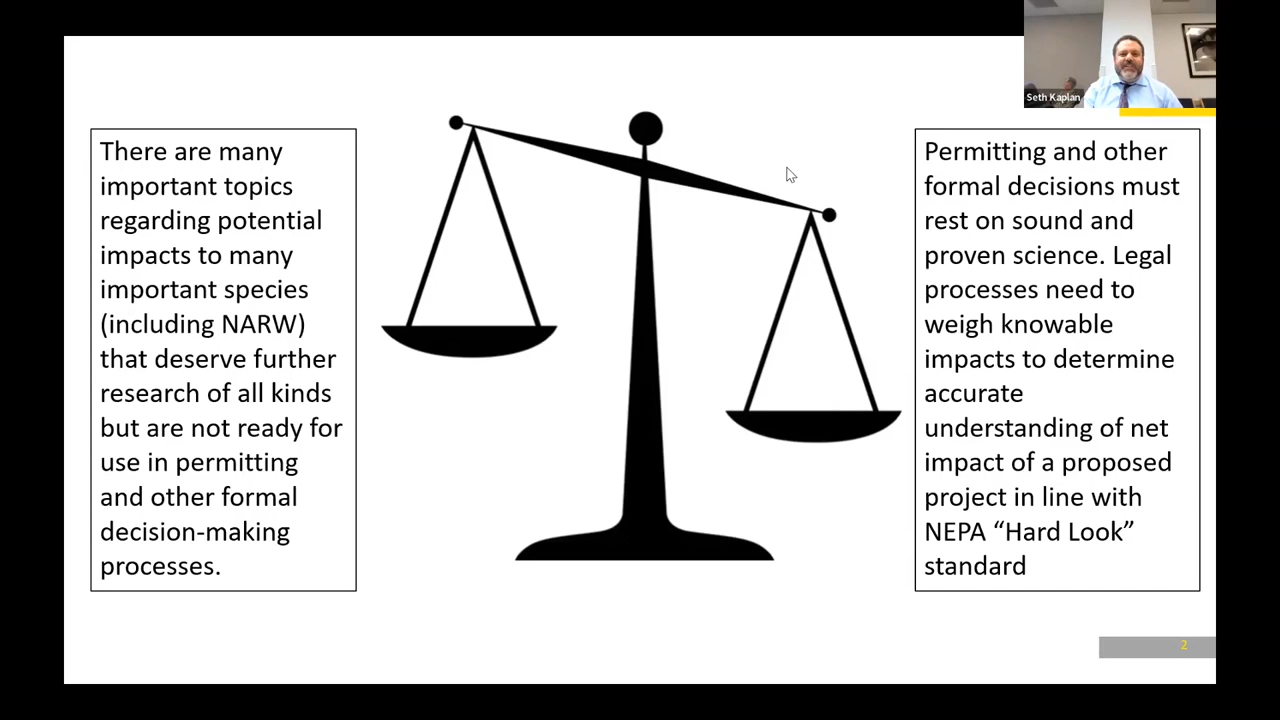 Seth Kaplan
There are many
important topics
regarding potential
impacts to many
important species
(including NARW)
that deserve further
research of all kinds
but are not ready for
use in permitting
and other formal
decision-making
processes.
Permitting and other
formal decisions must
rest on sound and
proven science. Legal
processes need to
weigh knowable
impacts to determine
accurate
understanding of net
impact of a proposed
project in line with
NEPA “Hard Look”
standard
2